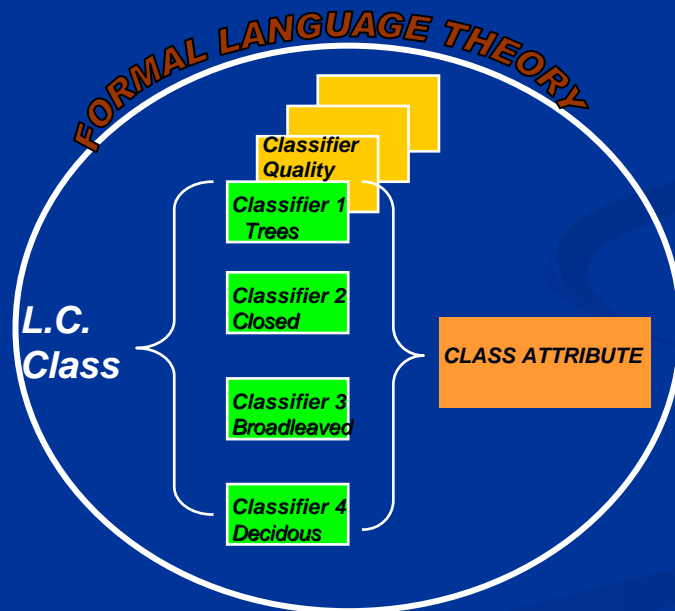 FORMAL LANGUAGE THEORY
Classifier
Quality
Classifier 1
Trees
Classifier 2
Closed
L.C.
Class
CLASS ATTRIBUTE
Classifier 3
Broadleaved
Classifier 4
Decidous